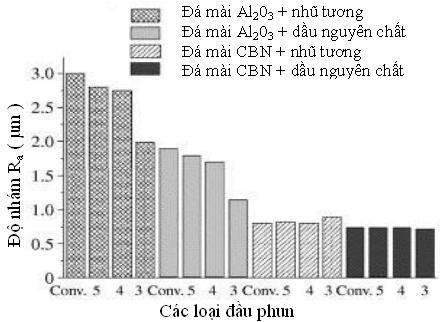 Đá mài Al₂0₃ + nhũ tương
Đá mài Al₂0₃ + dầu nguyên chất
Đá mài CBN + nhũ tương
Đá mài CBN + dầu nguyên chất
Độ nhám Rₐ ( µm )
3.0
2.5
2.0
1.5
1.0
0.5
0
Conv. 5 4 3 Conv. 5 4 3 Conv. 5 4 3 Conv. 5 4 3
Các loại đầu phun